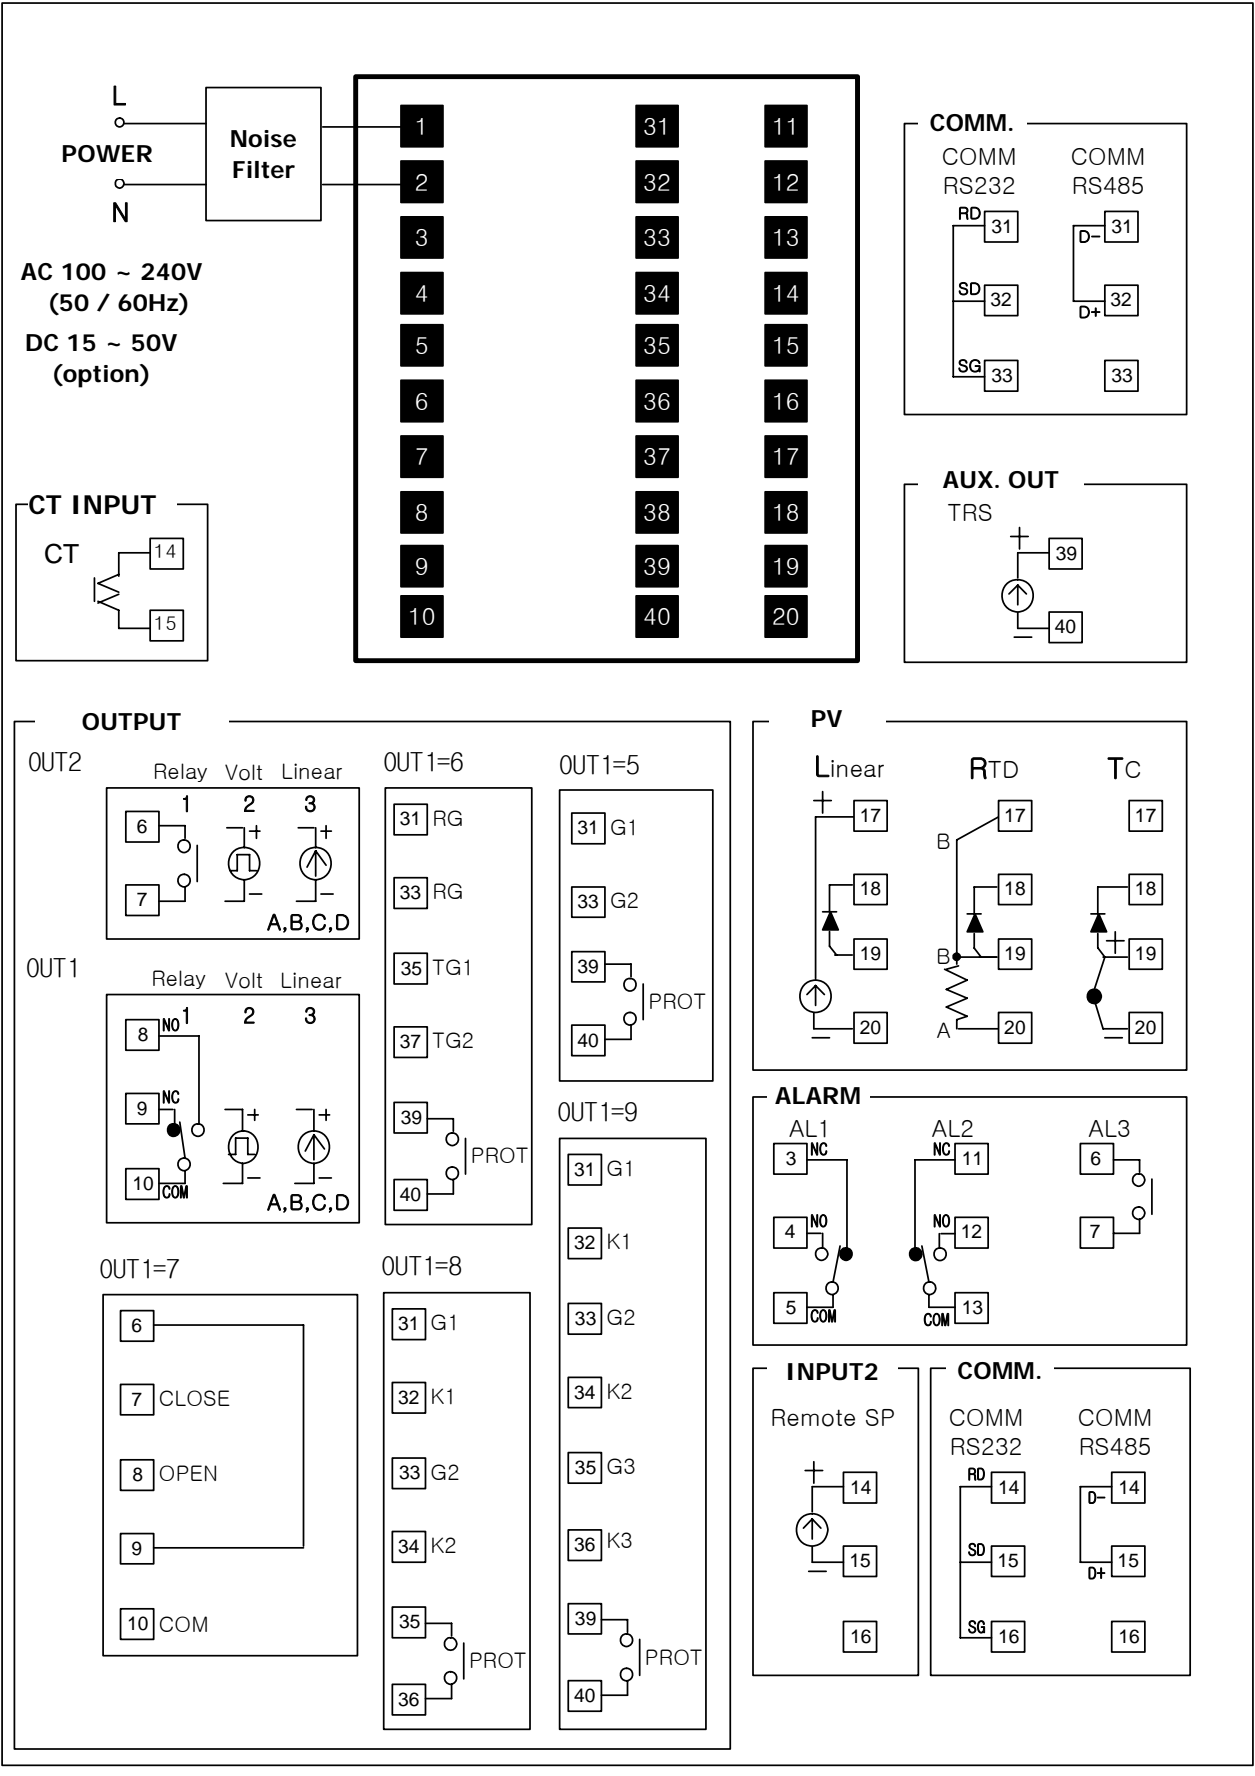 L
POWER
N
Noise
Filter
AC 100 ~ 240V
(50 / 60Hz)
DC 15 ~ 50V
(option)
1 31 11
2 32 12
3 33 13
4 34 14
5 35 15
6 36 16
7 37 17
8 38 18
9 39 19
10 40 20
COMM.
COMM COMM
RS232 RS485
RD 31 D- 31
SD 32 D+ 32
SG 33 33
AUX. OUT
TRS
+ 39
- 40
CT INPUT
CT 14
15
OUTPUT
OUT2
Relay Volt Linear
1 2 3
6 + +
7 - -
A,B,C,D
OUT1
Relay Volt Linear
1 2 3
8 NO
9 NC + +
10 COM - -
A,B,C,D
OUT1=7
6
7 CLOSE
8 OPEN
9
10 COM
OUT1=6
31 RG
33 RG
35 TG1
37 TG2
39
PROT
40
OUT1=8
31 G1
32 K1
33 G2
34 K2
35
PROT
36
OUT1=5
31 G1
33 G2
39
PROT
40
OUT1=9
31 G1
32 K1
33 G2
34 K2
35 G3
36 K3
39
PROT
40
PV
Linear RTD TC
+ 17 B 17 17
18 18 18
19 B 19 + 19
- 20 A 20 - 20
ALARM
AL1 AL2 AL3
3 NC NC 11 6
4 NO NO 12 7
5 COM COM 13
INPUT2
Remote SP
+ 14
- 15
16
COMM.
COMM COMM
RS232 RS485
RD 14 D- 14
SD 15 D+ 15
SG 16 16